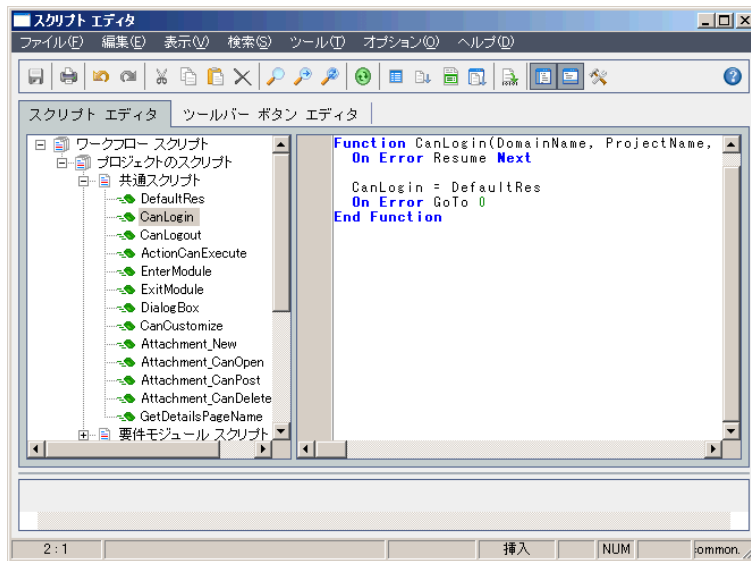 スクリプト エディタ
ファイル(F) 編集(E) 表示(V) 検索(S) ツール(T) オプション(O) ヘルプ(D)
スクリプト エディタ ツールバー ボタン エディタ
ワークフロー スクリプト
プロジェクトのスクリプト
共通スクリプト
DefaultRes
CanLogin
CanLogout
ActionCanExecute
EnterModule
ExitModule
DialogBox
CanCustomize
Attachment_New
Attachment_CanOpen
Attachment_CanPost
Attachment_CanDelete
GetDetailsPageName
要件モジュール スクリプト
Function CanLogin(DomainName, ProjectName,
On Error Resume Next
CanLogin = DefaultRes
On Error GoTo 0
End Function
2:1 挿入 NUM common.